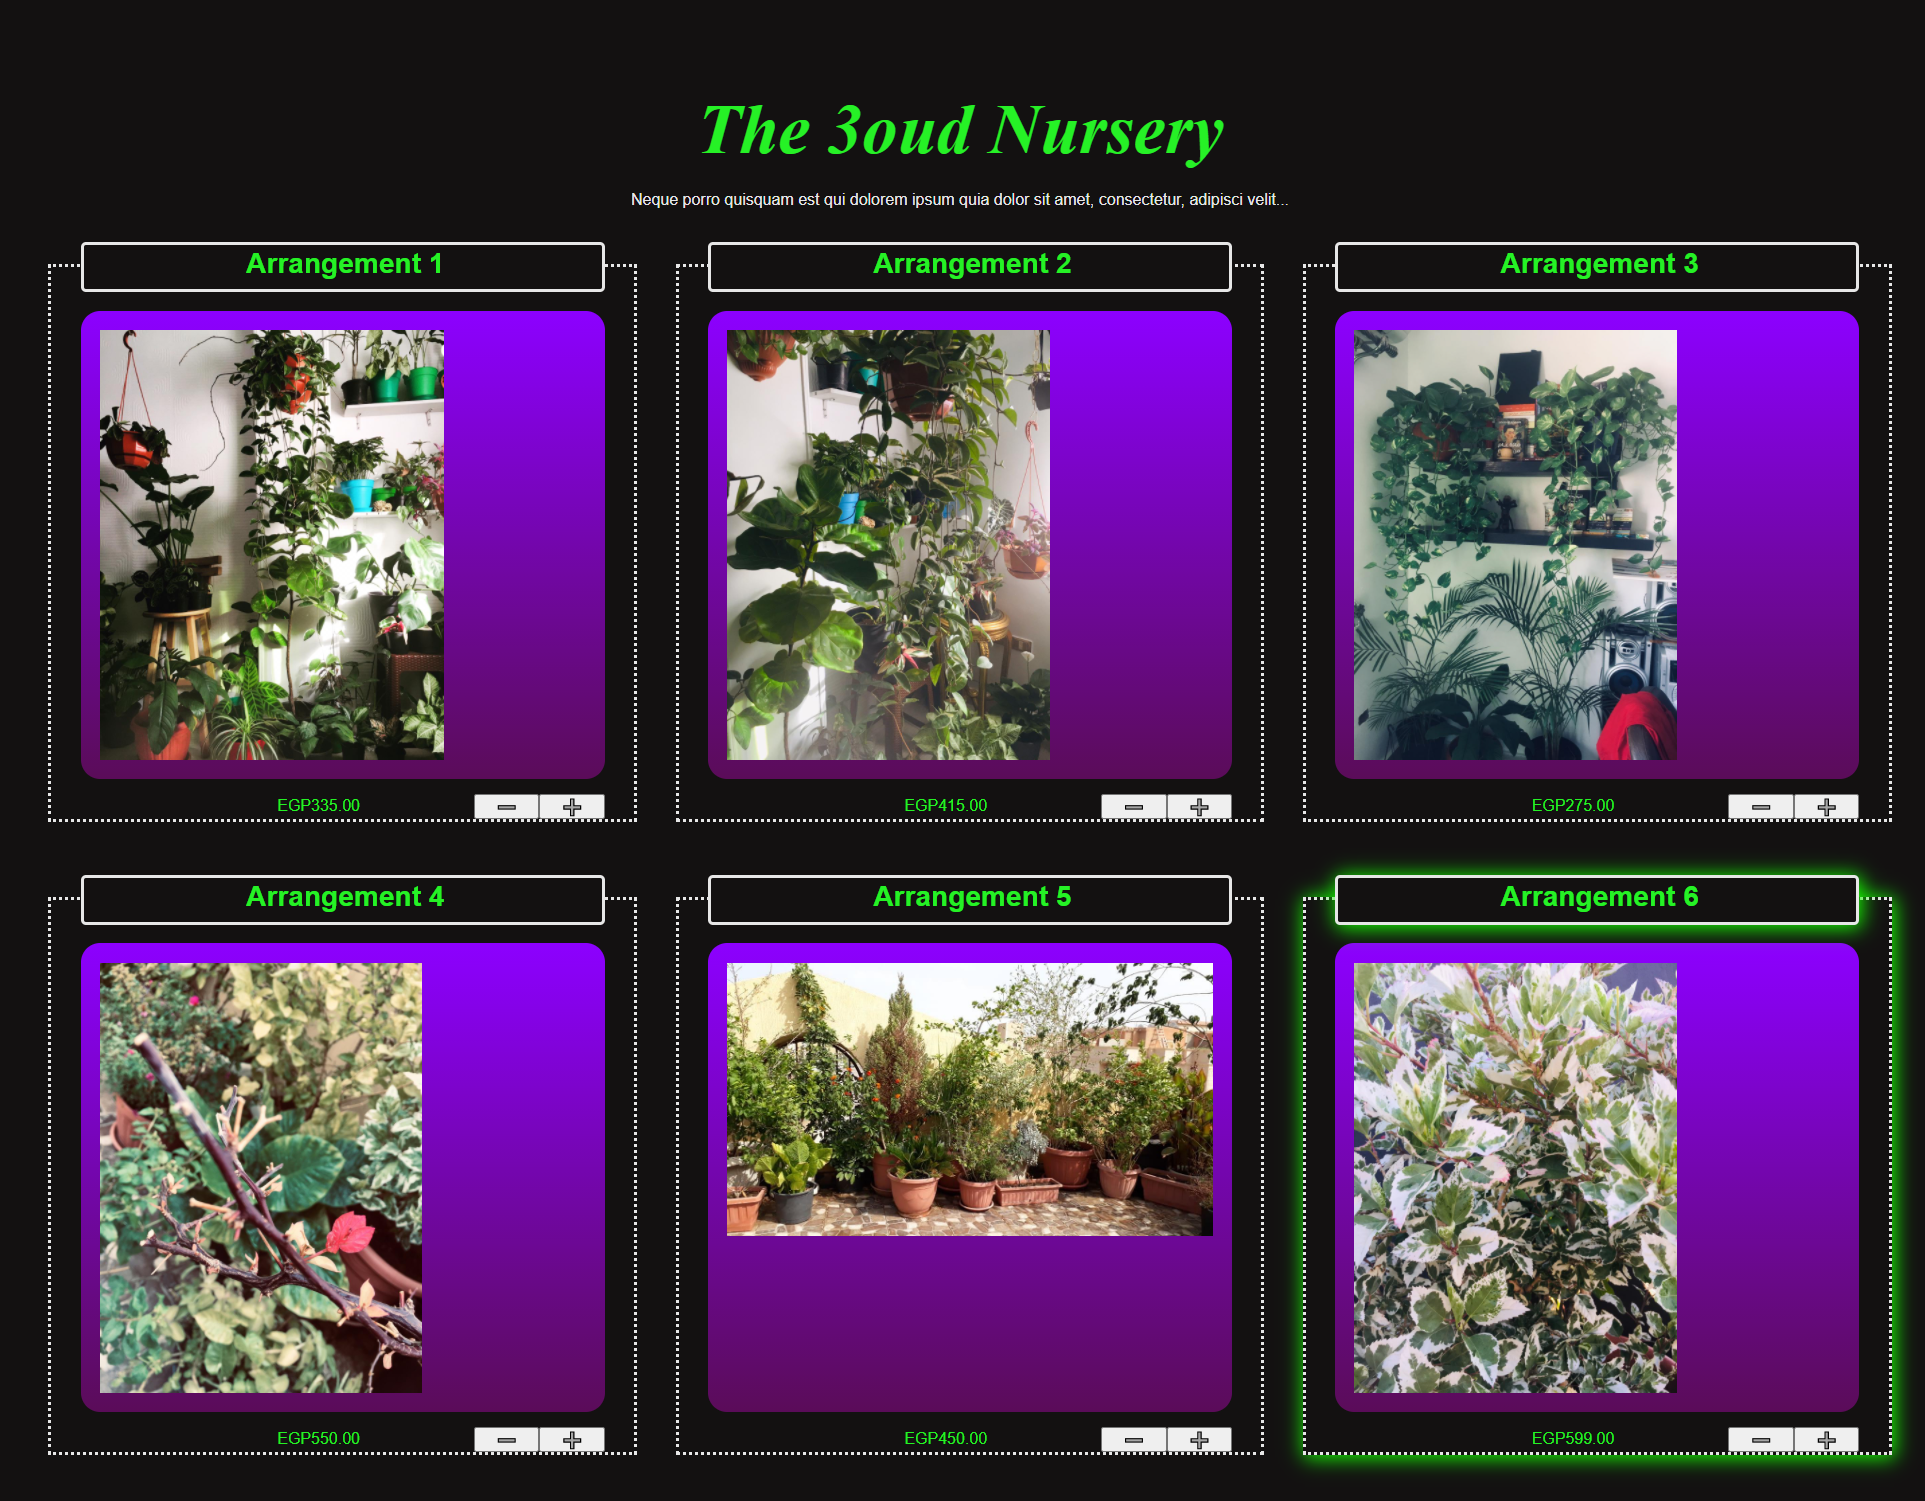 The 3oud Nursery
Neque porro quisquam est qui dolorem ipsum quia dolor sit amet, consectetur, adipisci velit...
Arrangement 1
Arrangement 2
Arrangement 3
EGP335.00
EGP415.00
EGP275.00
Arrangement 4
Arrangement 5
Arrangement 6
EGP550.00
EGP450.00
EGP599.00